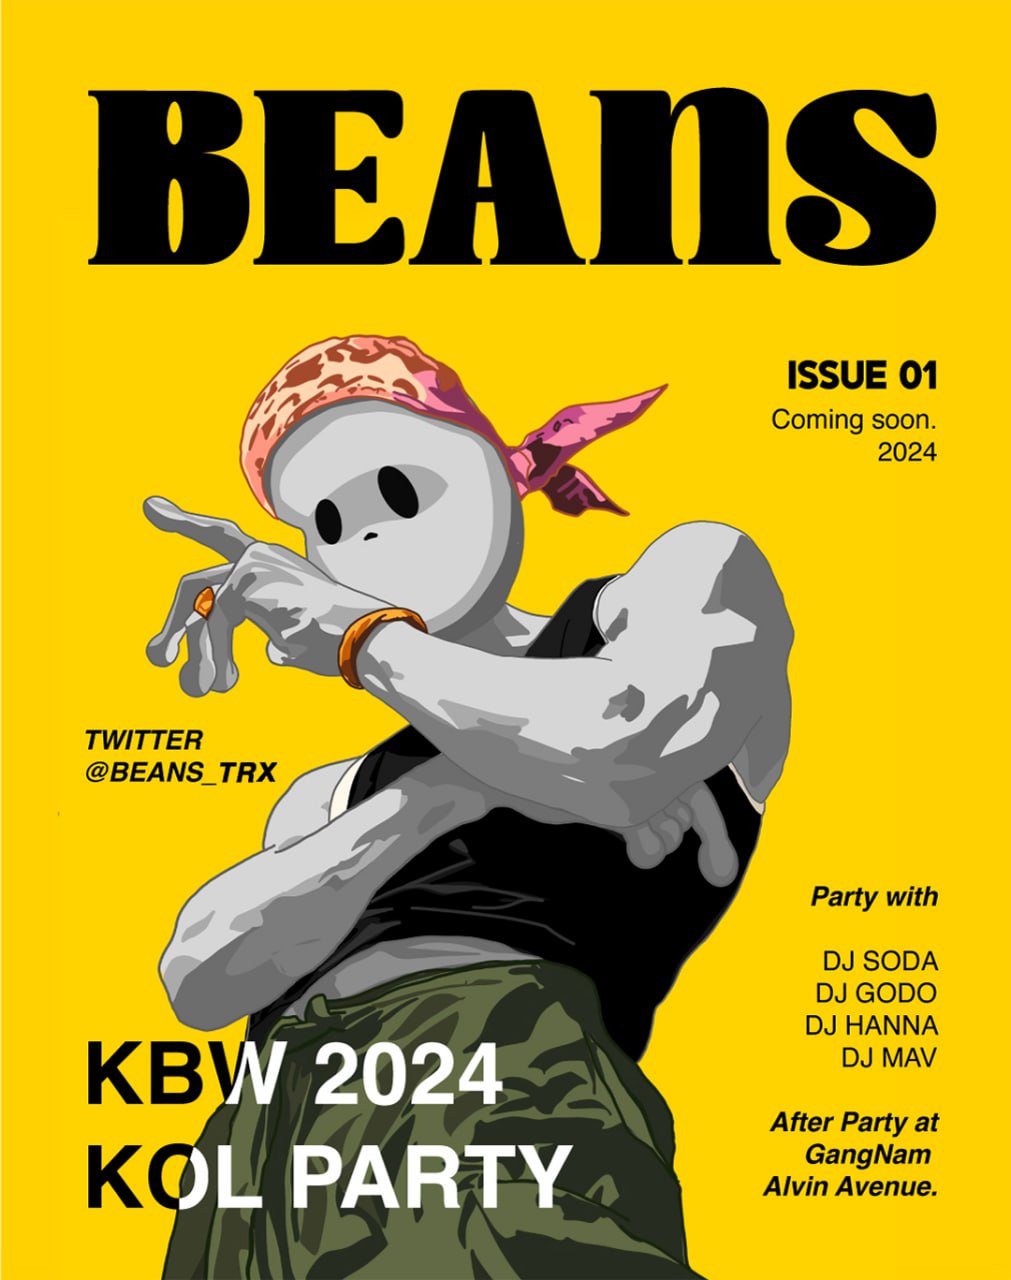 BEANS
ISSUE 01
Coming soon.
2024
TWITTER
@BEANS_TRX
Party with
DJ SODA
DJ GODO
DJ HANNA
DJ MAV
After Party at
GangNam
Alvin Avenue.
KBW 2024
KOL PARTY